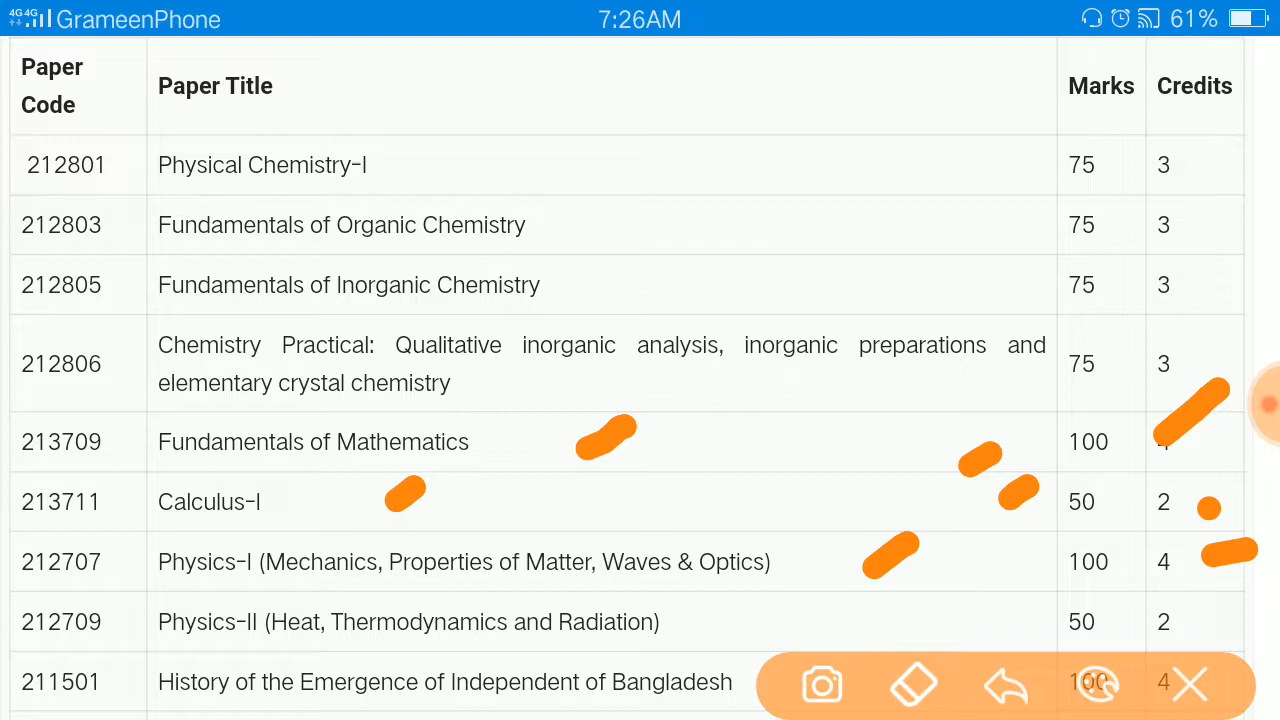 4G 4G GrameenPhone 7:26AM 61%
Paper Code Paper Title Marks Credits
212801 Physical Chemistry-I 75 3
212803 Fundamentals of Organic Chemistry 75 3
212805 Fundamentals of Inorganic Chemistry 75 3
212806 Chemistry Practical: Qualitative inorganic analysis, inorganic preparations and elementary crystal chemistry 75 3
213709 Fundamentals of Mathematics 100
213711 Calculus-I 50 2
212707 Physics-I (Mechanics, Properties of Matter, Waves & Optics) 100 4
212709 Physics-II (Heat, Thermodynamics and Radiation) 50 2
211501 History of the Emergence of Independent of Bangladesh 100 4